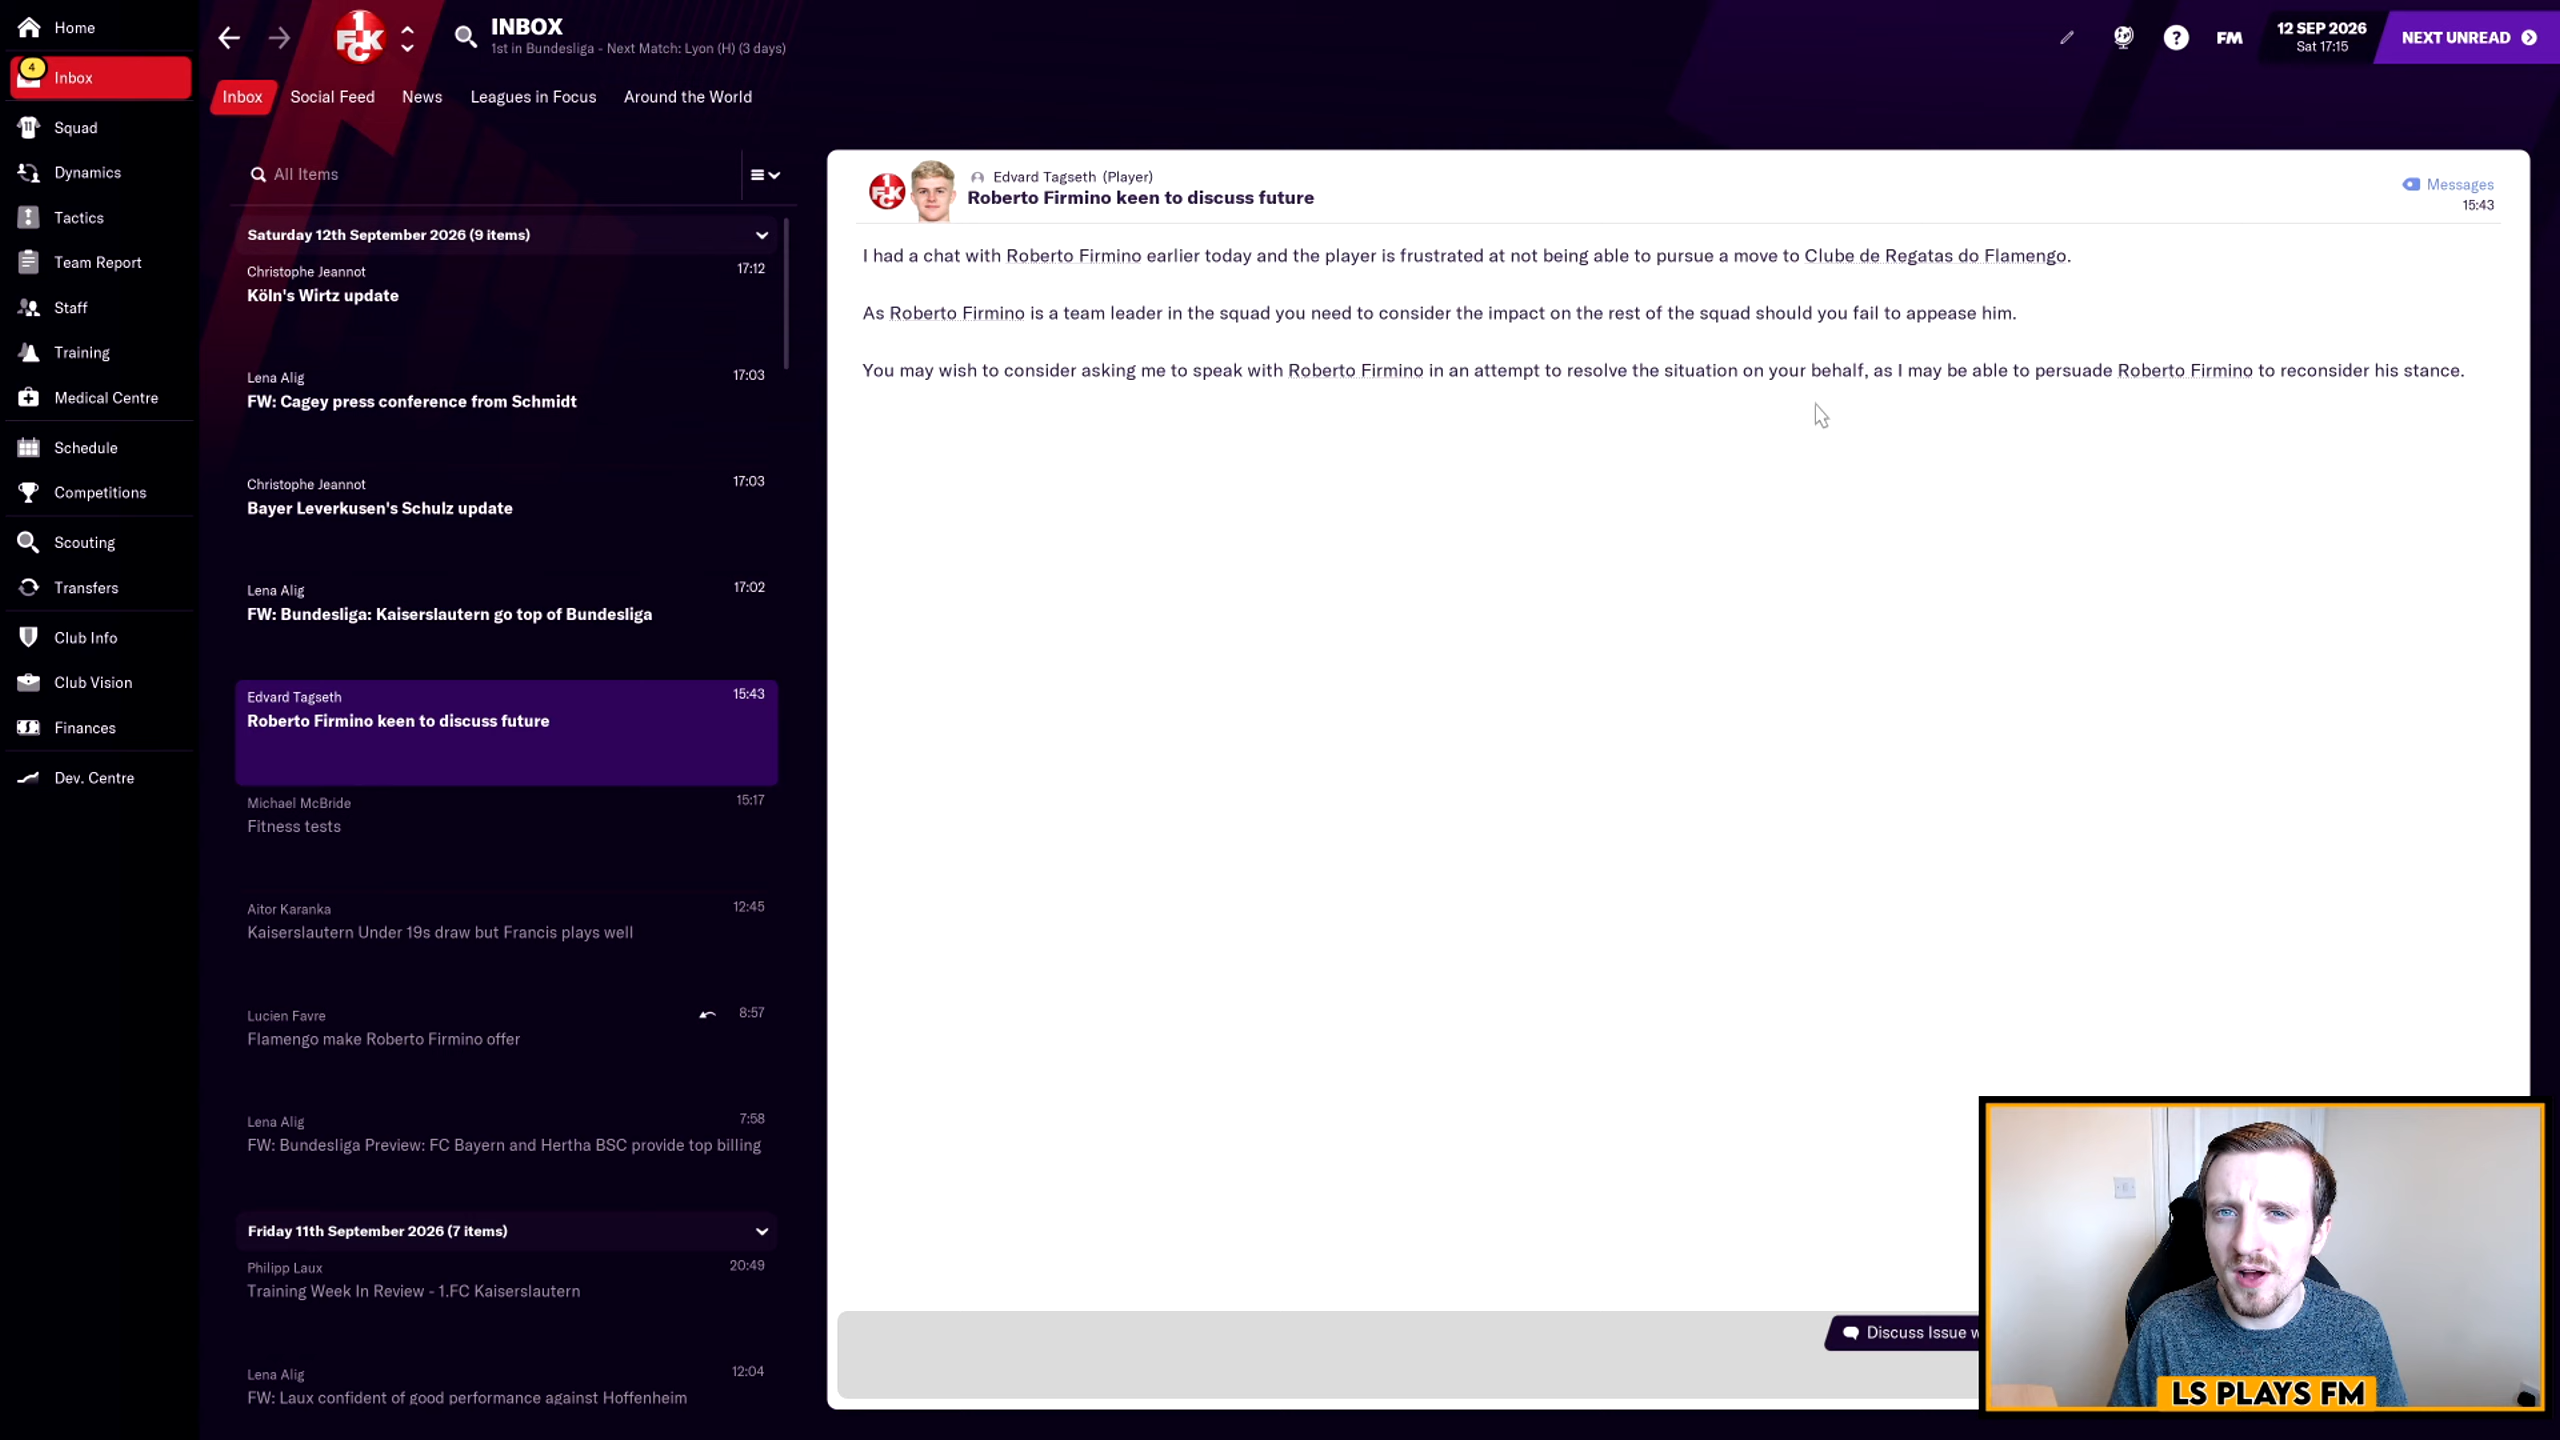 Home
4
Inbox
Squad
Dynamics
Tactics
Team Report
Staff
Training
Medical Centre
Schedule
Competitions
Scouting
Transfers
Club Info
Club Vision
Finances
Dev. Centre
1
FCK
INBOX
1st in Bundesliga - Next Match: Lyon (H) (3 days)
FM
12 SEP 2026
Sat 17:15
NEXT UNREAD
Inbox
Social Feed
News
Leagues in Focus
Around the World
All Items
Saturday 12th September 2026 (9 items)
Christophe Jeannot 17:12
Köln's Wirtz update
Lena Alig 17:03
FW: Cagey press conference from Schmidt
Christophe Jeannot 17:03
Bayer Leverkusen's Schulz update
Lena Alig 17:02
FW: Bundesliga: Kaiserslautern go top of Bundesliga
Edvard Tagseth 15:43
Roberto Firmino keen to discuss future
Michael McBride 15:17
Fitness tests
Aitor Karanka 12:45
Kaiserslautern Under 19s draw but Francis plays well
Lucien Favre 8:57
Flamengo make Roberto Firmino offer
Lena Alig 7:58
FW: Bundesliga Preview: FC Bayern and Hertha BSC provide top billing
Friday 11th September 2026 (7 items)
Philipp Laux 20:49
Training Week In Review - 1.FC Kaiserslautern
Lena Alig 12:04
FW: Laux confident of good performance against Hoffenheim
Edvard Tagseth (Player)
Roberto Firmino keen to discuss future
Messages
15:43
I had a chat with Roberto Firmino earlier today and the player is frustrated at not being able to pursue a move to Clube de Regatas do Flamengo.
As Roberto Firmino is a team leader in the squad you need to consider the impact on the rest of the squad should you fail to appease him.
You may wish to consider asking me to speak with Roberto Firmino in an attempt to resolve the situation on your behalf, as I may be able to persuade Roberto Firmino to reconsider his stance.
Discuss Issue w
LS PLAYS FM